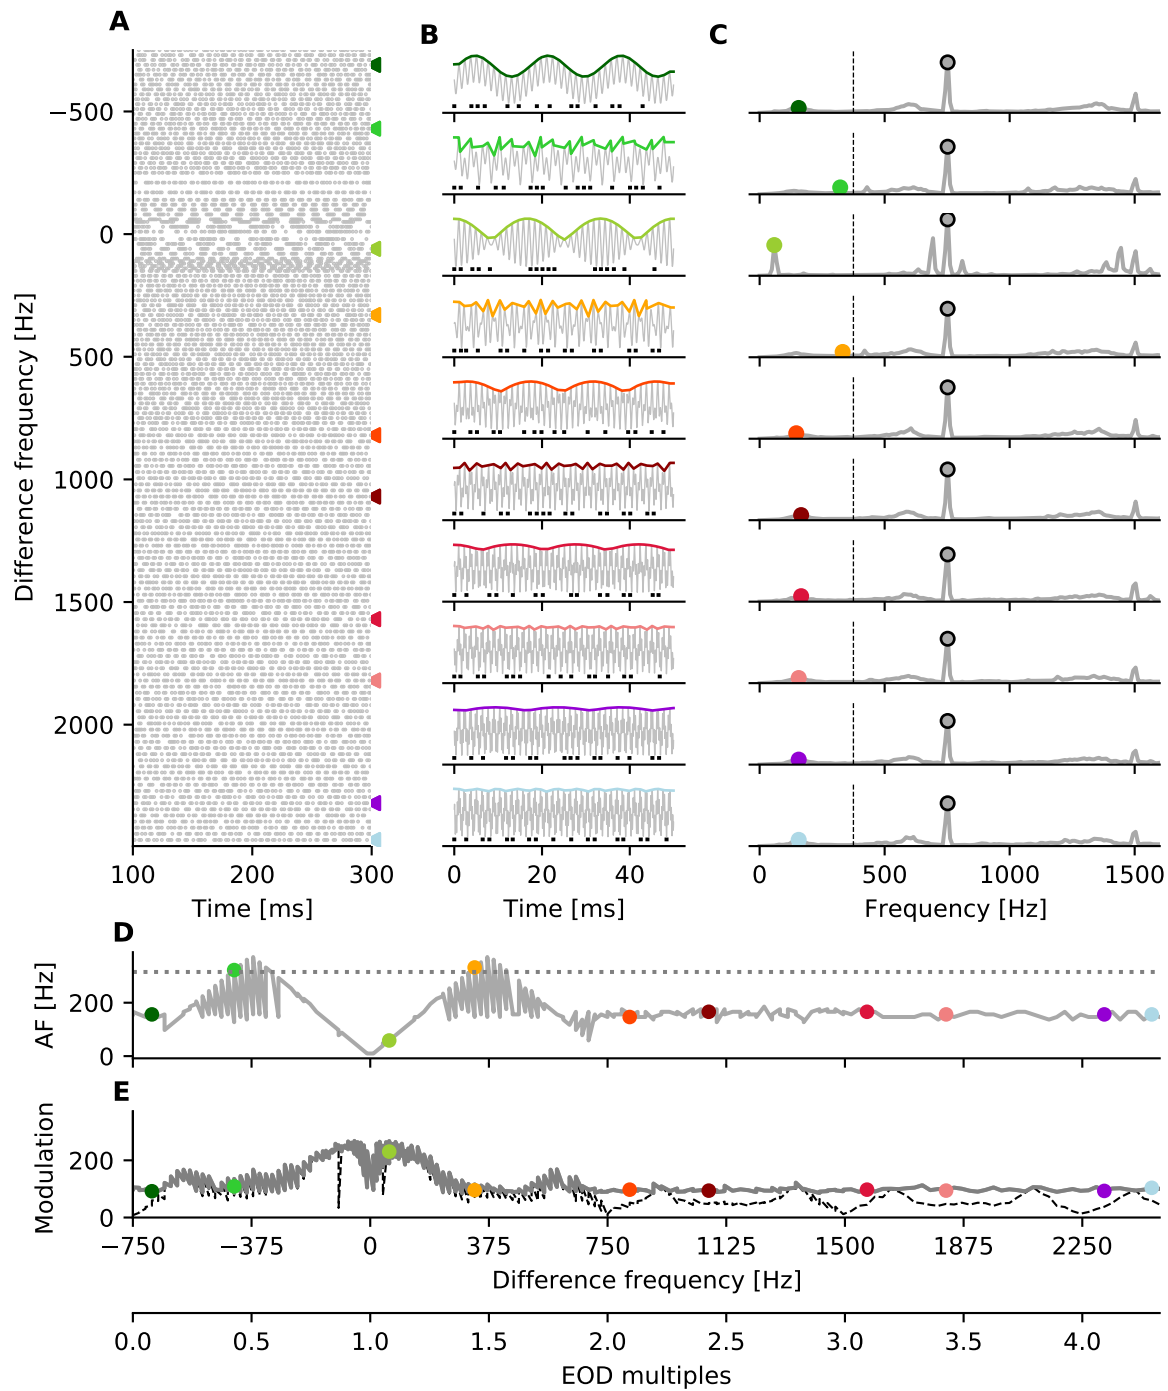 A
B
C
Difference frequency [Hz]
−500
0
500
1000
1500
2000
100
200
300
Time [ms]
0
20
40
Time [ms]
0
500
1000
1500
Frequency [Hz]
D
AF [Hz]
200
0
E
Modulation
200
0
−750
−375
0
375
750
1125
1500
1875
2250
Difference frequency [Hz]
0.0
0.5
1.0
1.5
2.0
2.5
3.0
3.5
4.0
EOD multiples